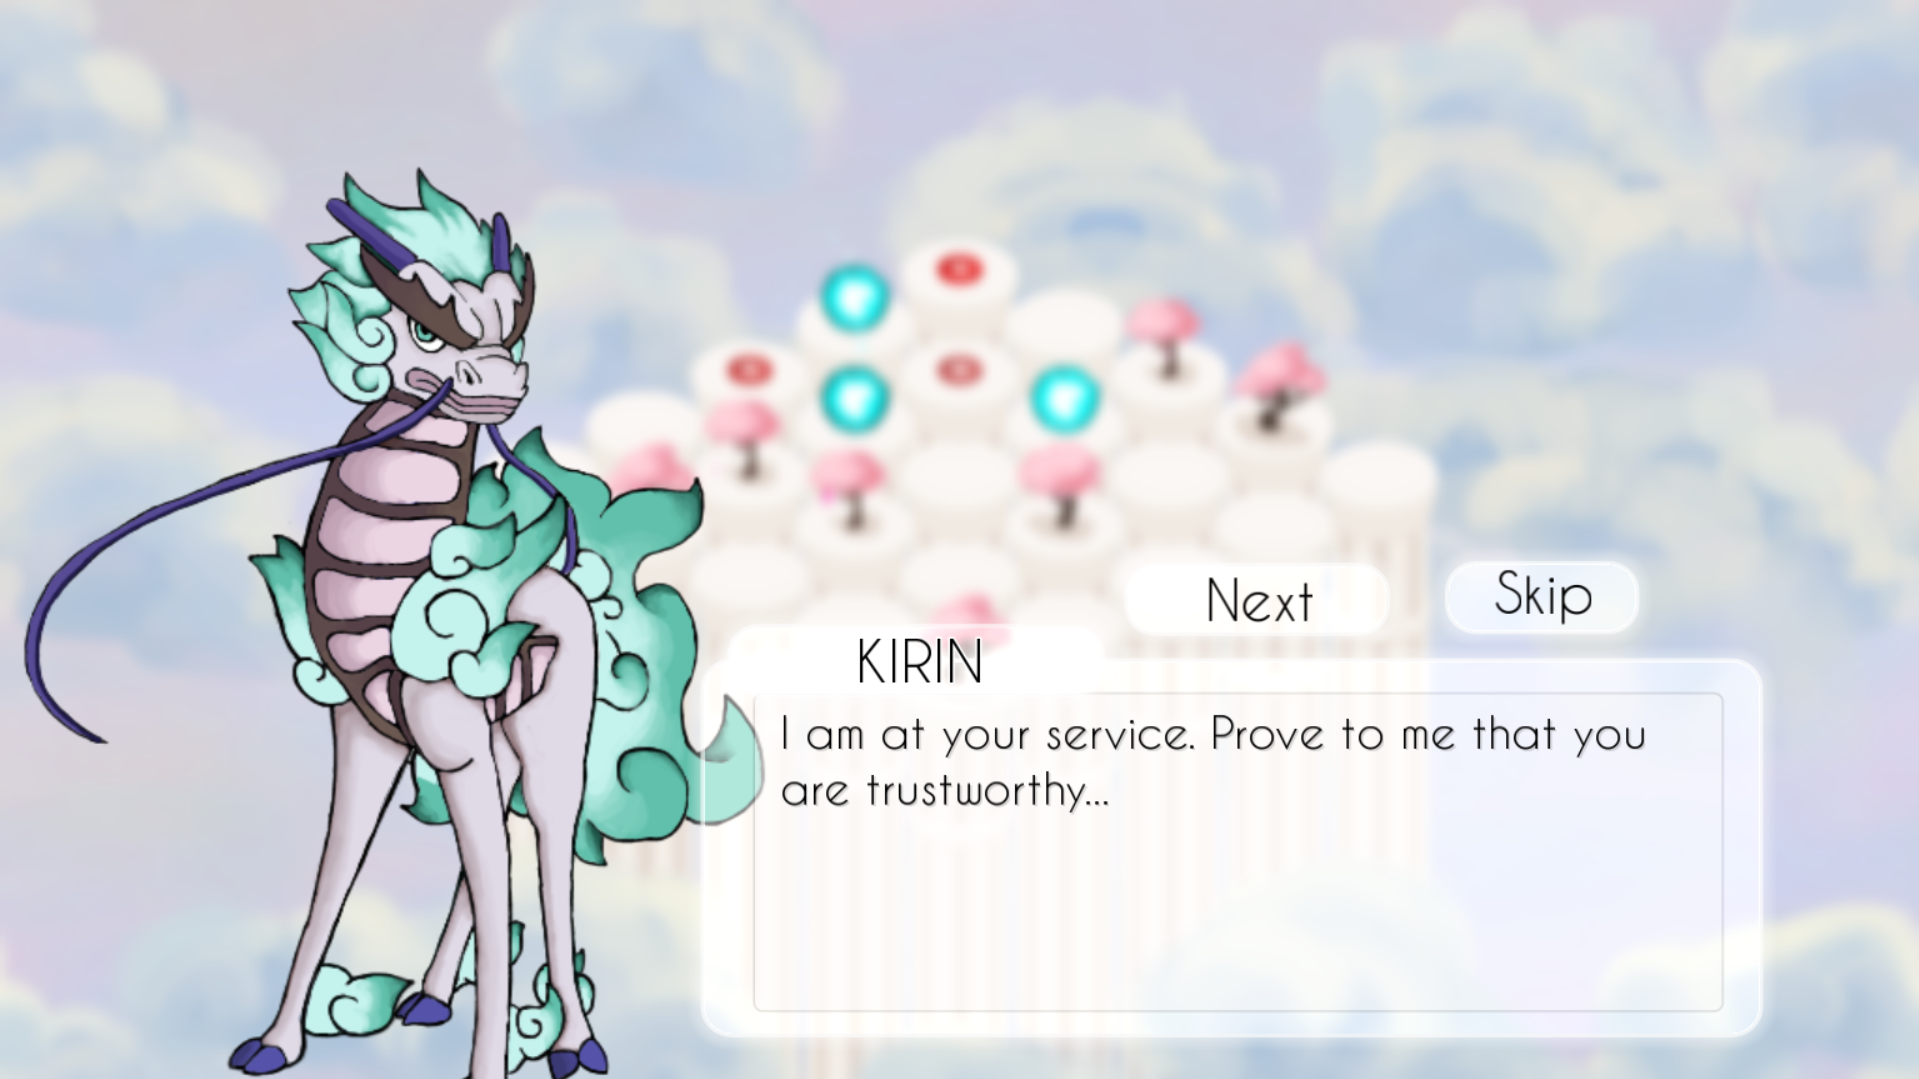 Next
Skip
KIRIN
I am at your service. Prove to me that you
are trustworthy...